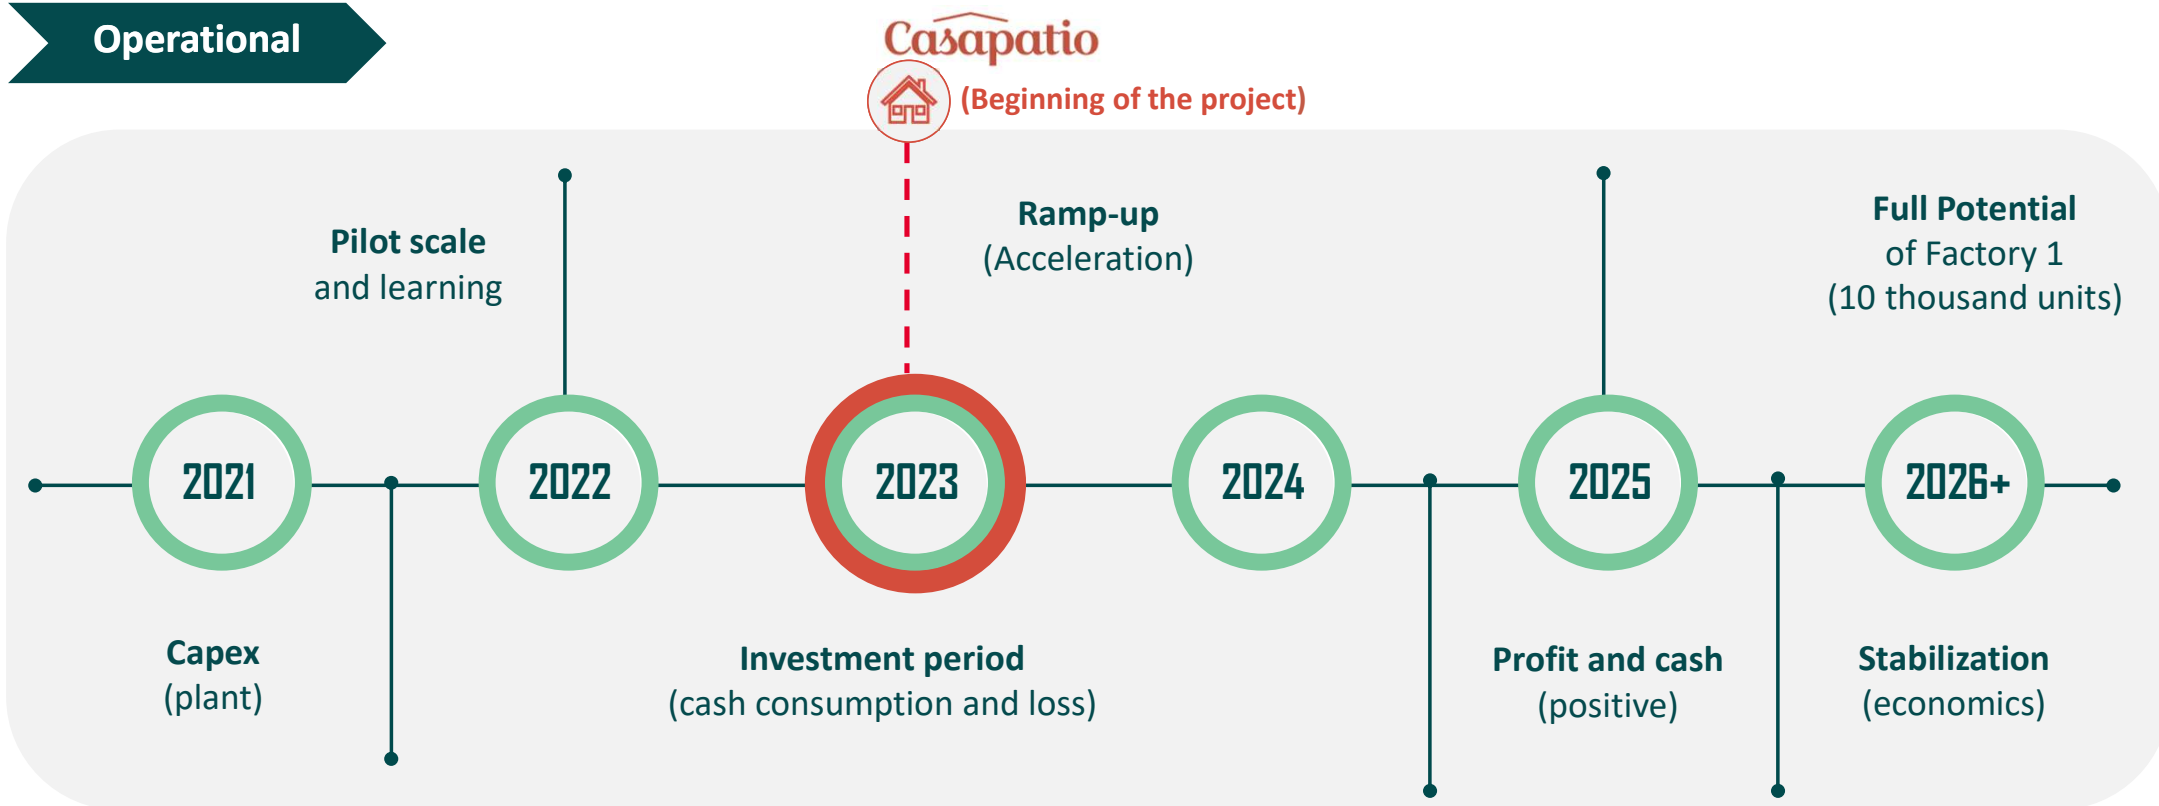 Operational
Casapatio
(Beginning of the project)
Pilot scale
and learning
Ramp-up
(Acceleration)
Full Potential
of Factory 1
(10 thousand units)
2021
2022
2023
2024
2025
2026+
Capex
(plant)
Investment period
(cash consumption and loss)
Profit and cash
(positive)
Stabilization
(economics)